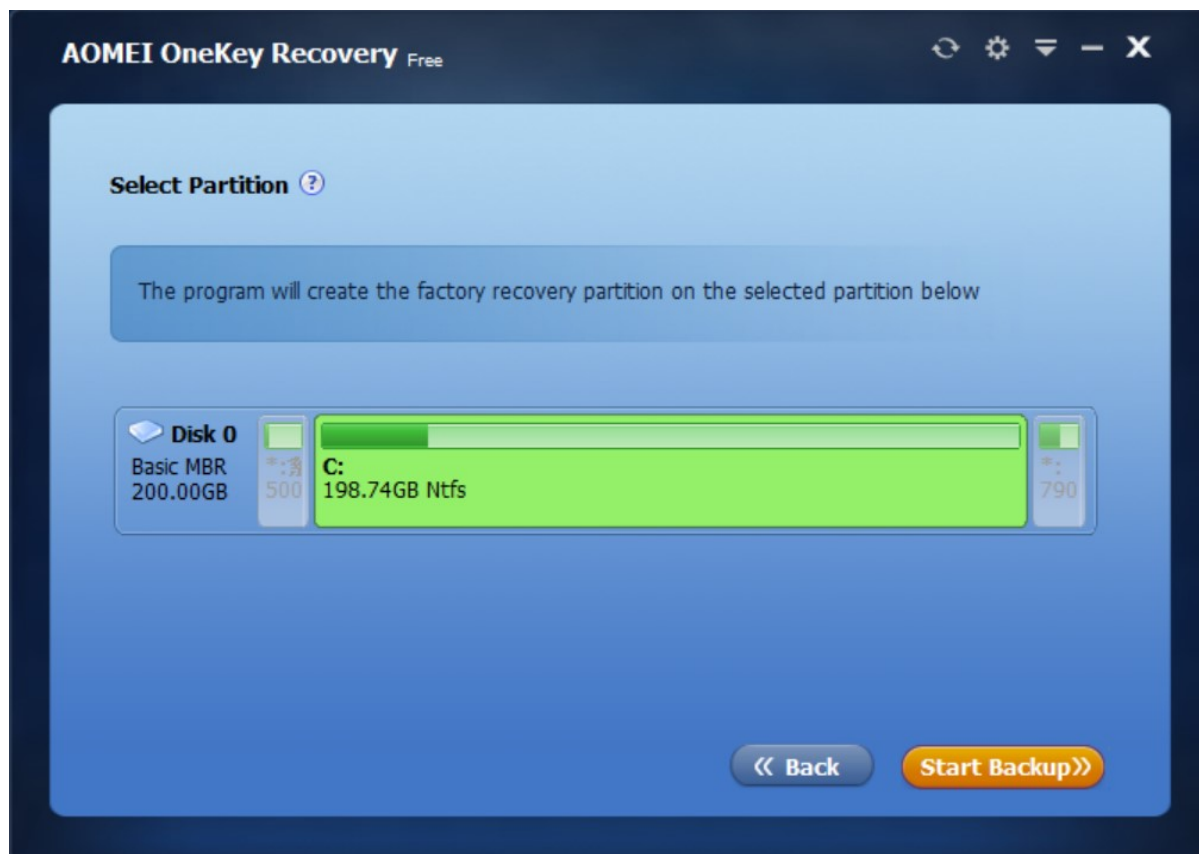 AOMEI OneKey Recovery Free
Select Partition ?
The program will create the factory recovery partition on the selected partition below
Disk 0
Basic MBR
200.00GB
*:
500
C:
198.74GB Ntfs
*:
790
« Back
Start Backup»